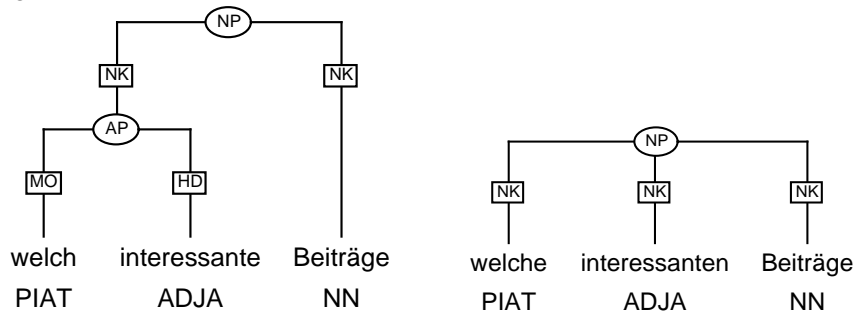 NP
NK NK
AP
MO HD
welch interessante Beiträge
PIAT ADJA NN
NP
NK NK NK
welche interessanten Beiträge
PIAT ADJA NN